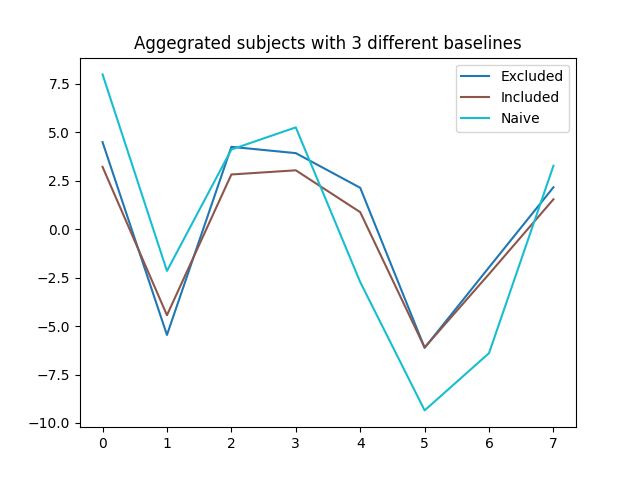 Aggegrated subjects with 3 different baselines
Excluded
Included
Naive
7.5
5.0
2.5
0.0
−2.5
−5.0
−7.5
−10.0
0 1 2 3 4 5 6 7